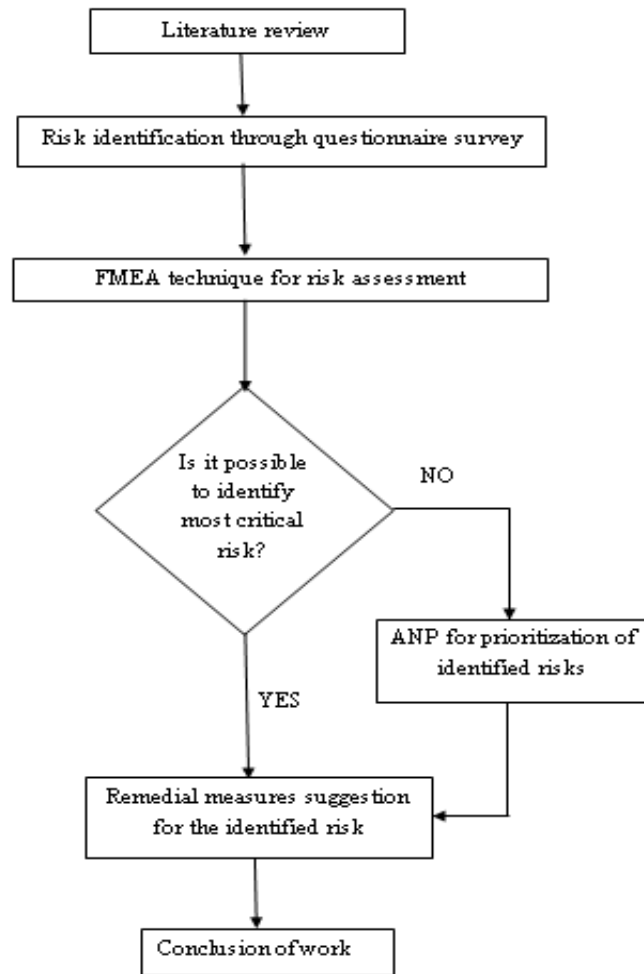 Literature review
Risk identification through questionnaire survey
FMEA technique for risk assessment
Is it possible
to identify
most critical
risk?
NO
ANP for prioritization of
identified risks
YES
Remedial measures suggestion
for the identified risk
Conclusion of work